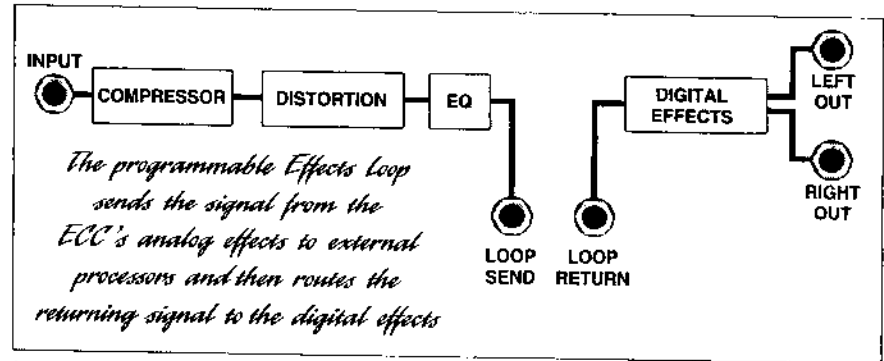 INPUT
COMPRESSOR
DISTORTION
EQ
DIGITAL
EFFECTS
LEFT
OUT
RIGHT
OUT
LOOP
SEND
LOOP
RETURN
The programmable Effects Loop
sends the signal from the
ECC's analog effects to external
processors and then routes the
returning signal to the digital effects